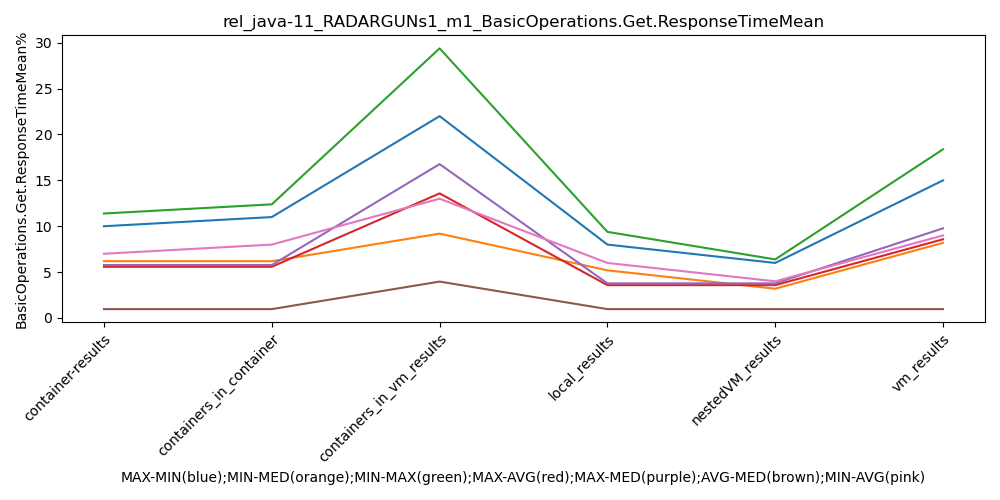 rel_java-11_RADARGUNs1_m1_BasicOperations.Get.ResponseTimeMean
BasicOperations.Get.ResponseTimeMean%
30
25
20
15
10
5
0
container-results
containers_in_container
containers_in_vm_results
local_results
nestedVM_results
vm_results
MAX-MIN(blue);MIN-MED(orange);MIN-MAX(green);MAX-AVG(red);MAX-MED(purple);AVG-MED(brown);MIN-AVG(pink)